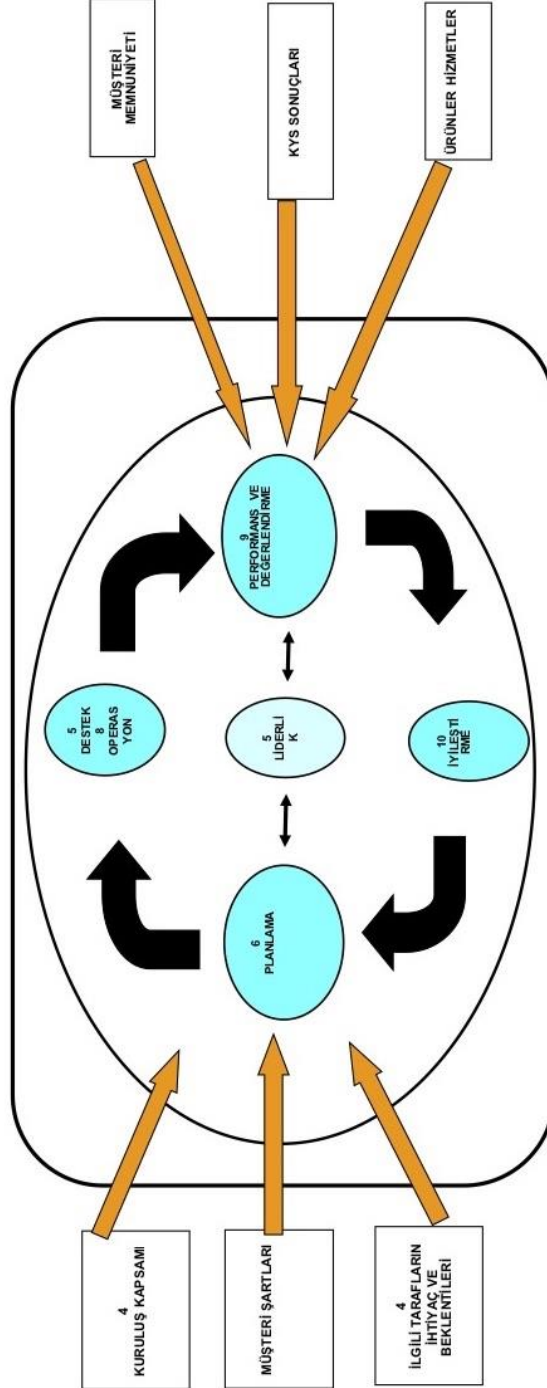 4
KURULUŞ KAPSAMI
MÜŞTERİ ŞARTLARI
4
İLGİLİ TARAFLARIN
İHTİYAÇ VE
BEKLENTİLERİ
6
PLANLAMA
5
DESTEK
8
OPERAS
YON
5
LİDERLİ
K
10
İYİLEŞTİ
RME
9
PERFORMANS VE
DEĞERLENDİRME
MÜŞTERİ
MEMNUNİYETİ
KYS SONUÇLARI
ÜRÜNLER HİZMETLER